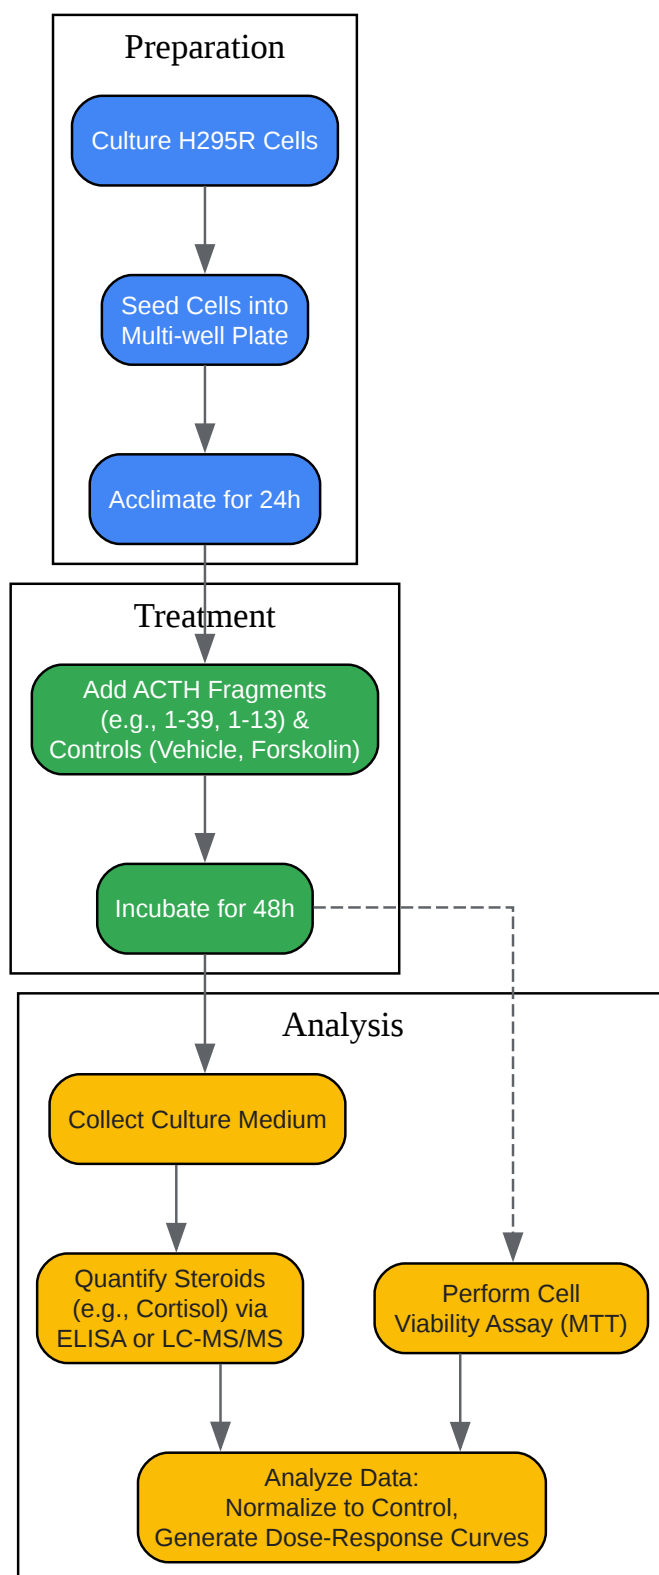 Preparation
Culture H295R Cells
Seed Cells into
Multi-well Plate
Acclimate for 24h
Treatment
Add ACTH Fragments
(e.g., 1-39, 1-13) &
Controls (Vehicle, Forskolin)
Incubate for 48h
Analysis
Collect Culture Medium
Quantify Steroids
(e.g., Cortisol) via
ELISA or LC-MS/MS
Perform Cell
Viability Assay (MTT)
Analyze Data:
Normalize to Control,
Generate Dose-Response Curves